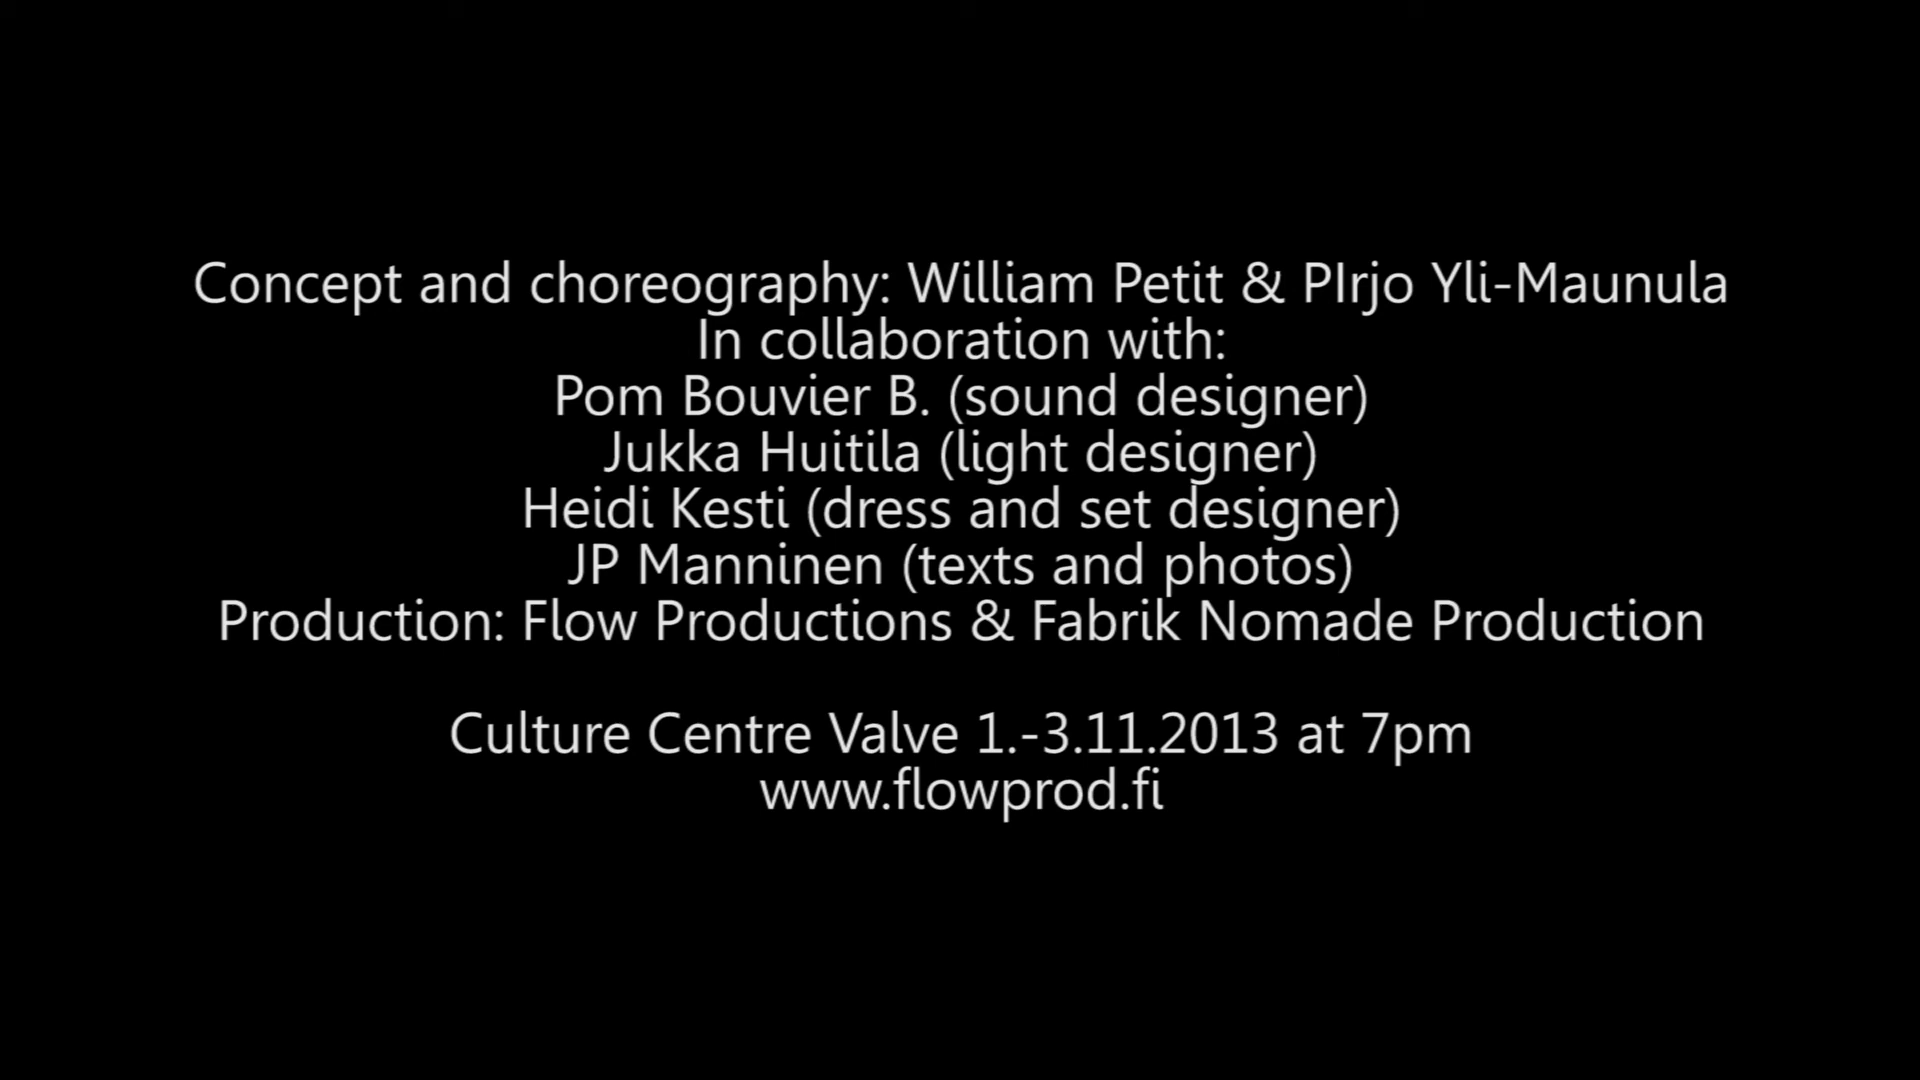 Concept and choreography: William Petit & PIrjo Yli-Maunula
In collaboration with:
Pom Bouvier B. (sound designer)
Jukka Huitila (light designer)
Heidi Kesti (dress and set designer)
JP Manninen (texts and photos)
Production: Flow Productions & Fabrik Nomade Production
Culture Centre Valve 1.-3.11.2013 at 7pm
www.flowprod.fi